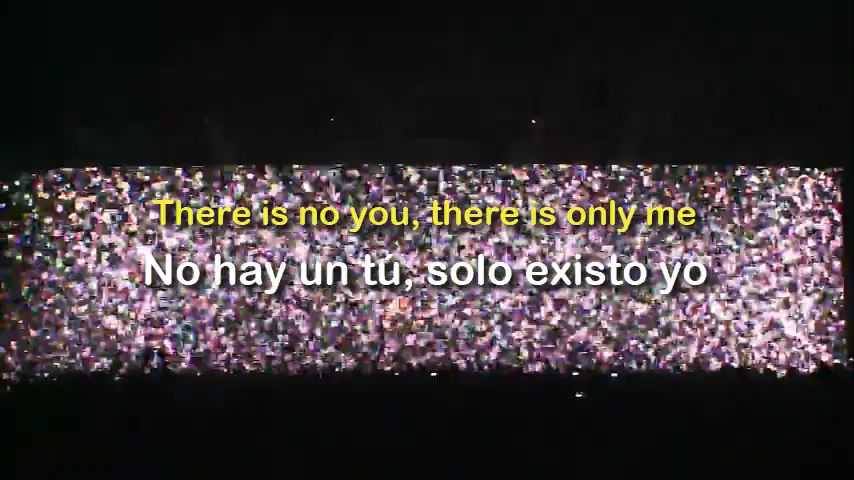 There is no you, there is only me
No hay un tú, solo existo yo